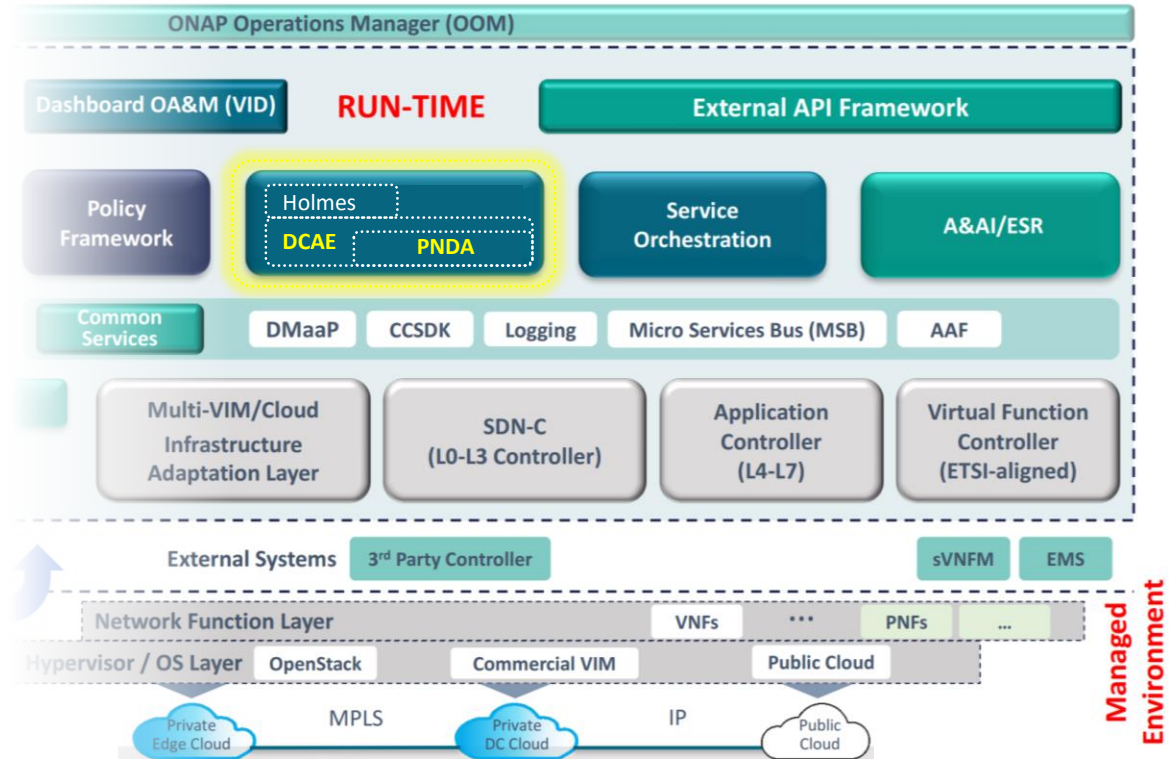 ONAP Operations Manager (OOM)
Dashboard OA&M (VID)
RUN-TIME
External API Framework
Policy
Framework
Holmes
DCAE
PNDA
Service
Orchestration
A&AI/ESR
Common
Services
DMaaP
CCSDK
Logging
Micro Services Bus (MSB)
AAF
Multi-VIM/Cloud
Infrastructure
Adaptation Layer
SDN-C
(L0-L3 Controller)
Application
Controller
(L4-L7)
Virtual Function
Controller
(ETSI-aligned)
External Systems
3rd Party Controller
sVNFM
EMS
Network Function Layer
VNFs
...
PNFs
...
Hypervisor / OS Layer
OpenStack
Commercial VIM
Public Cloud
Managed
Environment
Private
Edge Cloud
MPLS
Private
DC Cloud
IP
Public
Cloud